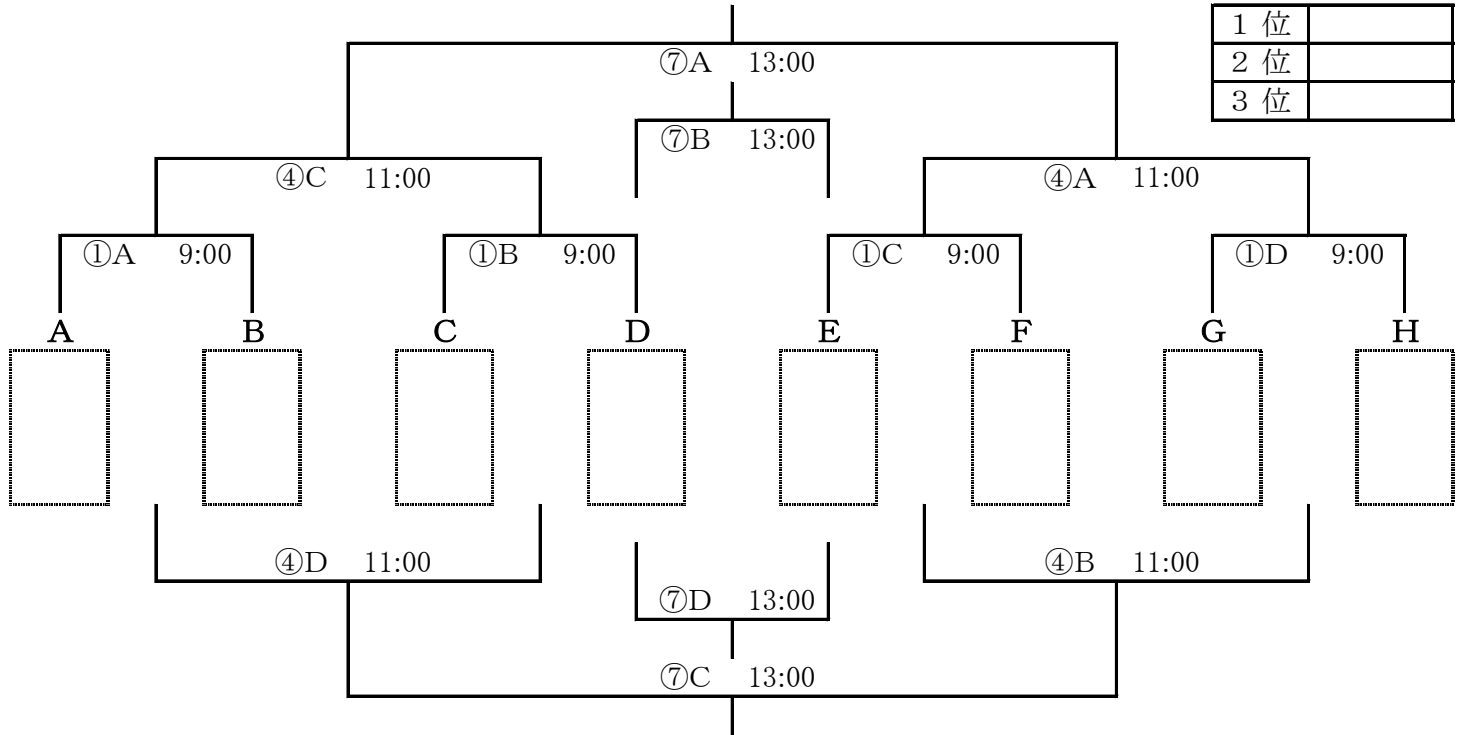 1 位
⑦A 13:00
2 位
3 位
⑦B 13:00
④C 11:00
④A 11:00
①A 9:00
①B 9:00
①C 9:00
①D 9:00
A B C D E F G H
④D 11:00
④B 11:00
⑦D 13:00
⑦C 13:00